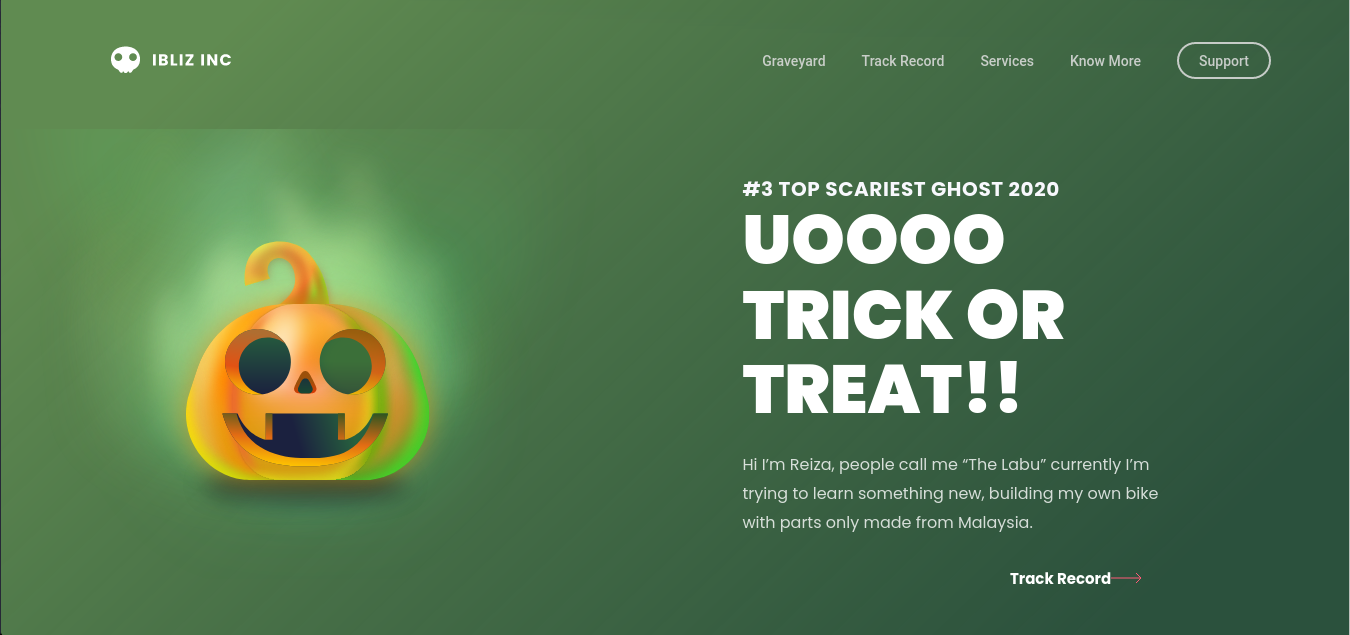 IBLIZ INC
Graveyard
Track Record
Services
Know More
Support
#3 TOP SCARIEST GHOST 2020
UOOOO
TRICK OR
TREAT!!
Hi I’m Reiza, people call me “The Labu” currently I’m
trying to learn something new, building my own bike
with parts only made from Malaysia.
Track Record